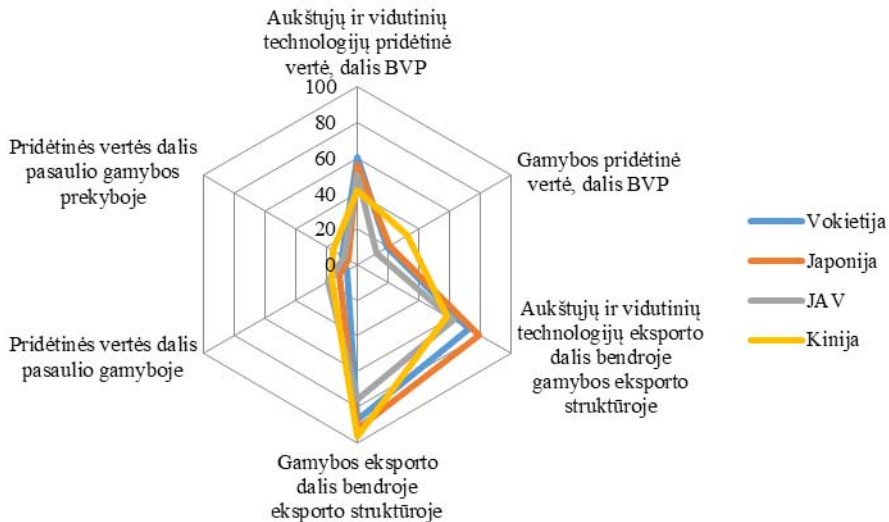 Aukštųjų ir vidutinių
technologijų pridėtinė
vertė, dalis BVP
100
80
60
40
20
0
Gamybos pridėtinė
vertė, dalis BVP
Aukštųjų ir vidutinių
technologijų eksporto
dalis bendroje
gamybos eksporto
struktūroje
Gamybos eksporto
dalis bendroje
eksporto struktūroje
Pridėtinės vertės dalis
pasaulio gamyboje
Pridėtinės vertės dalis
pasaulio gamybos
prekyboje
Vokietija
Japonija
JAV
Kinija